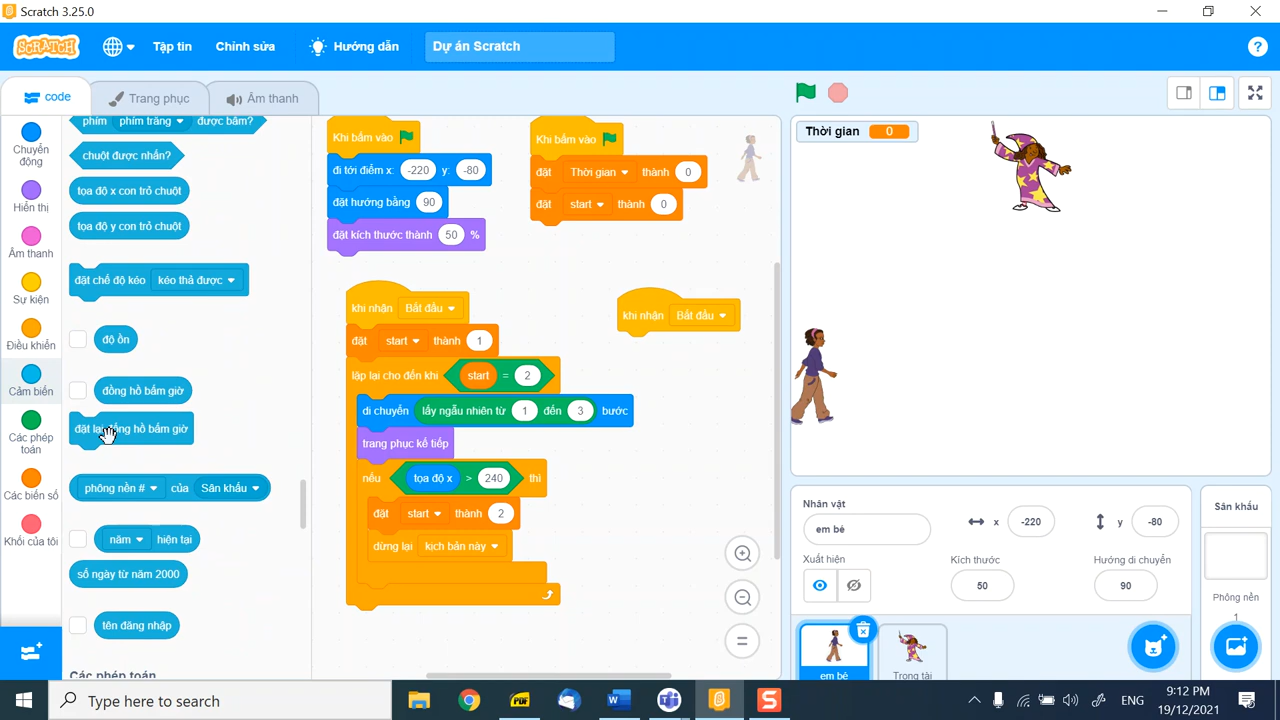 Scratch 3.25.0
SCRATCH
Tập tin
Chỉnh sửa
Hướng dẫn
Dự án Scratch
?
code
Trang phục
Âm thanh
Chuyển động
Hiển thị
Âm thanh
Sự kiện
Điều khiển
Cảm biến
Các phép toán
Các biến số
Khối của tôi
phím phím trắng được bấm?
chuột được nhấn?
tọa độ x con trỏ chuột
tọa độ y con trỏ chuột
đặt chế độ kéo kéo thả được
độ ồn
đồng hồ bấm giờ
đặt lại đồng hồ bấm giờ
phông nền # của Sân khấu
năm hiện tại
số ngày từ năm 2000
tên đăng nhập
Các phép toán
Khi bấm vào
đi tới điểm x: -220 y: -80
đặt hướng bằng 90
đặt kích thước thành 50 %
Khi bấm vào
đặt Thời gian thành 0
đặt start thành 0
khi nhận Bắt đầu
đặt start thành 1
lặp lại cho đến khi start = 2
di chuyển lấy ngẫu nhiên từ 1 đến 3 bước
trang phục kế tiếp
nếu tọa độ x > 240 thì
đặt start thành 2
dừng lại kịch bản này
khi nhận Bắt đầu
Thời gian 0
Nhân vật
em bé
x -220
y -80
Xuất hiện
Kích thước
50
Hướng di chuyển
90
em bé
Trọng tài
Sân khấu
Phông nền
1
Type here to search
PDF
ENG
9:12 PM
19/12/2021